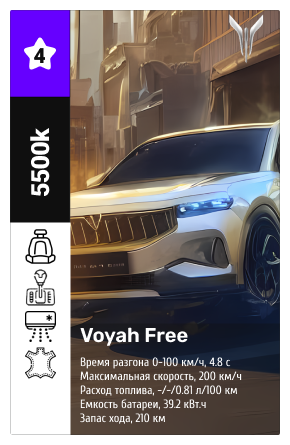 4
5500k
Voyah Free
Время разгона 0-100 км/ч, 4.8 с
Максимальная скорость, 200 км/ч
Расход топлива, -/-/0.81 л/100 км
Емкость батареи, 39.2 кВт.ч
Запас хода, 210 км